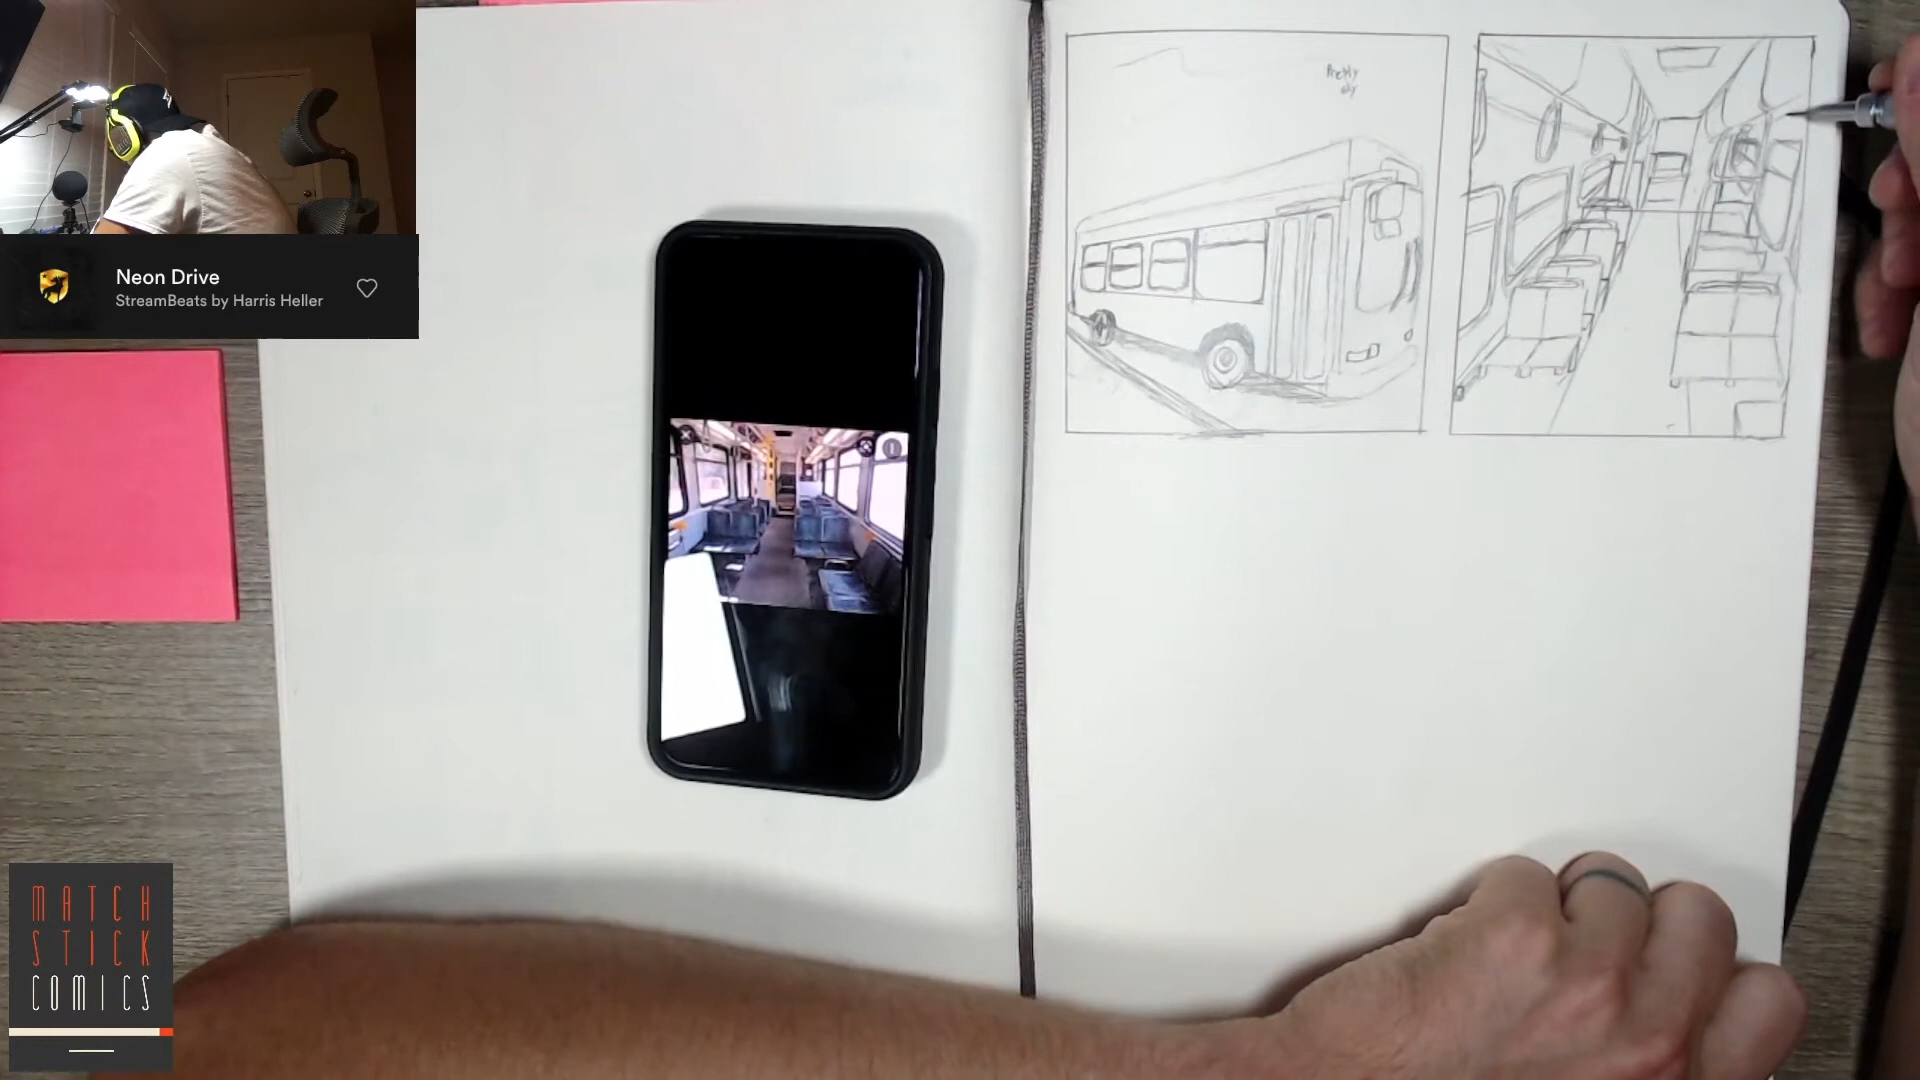 Neon Drive
StreamBeats by Harris Heller
Pretty
sky
MATCH
STICK
COMICS